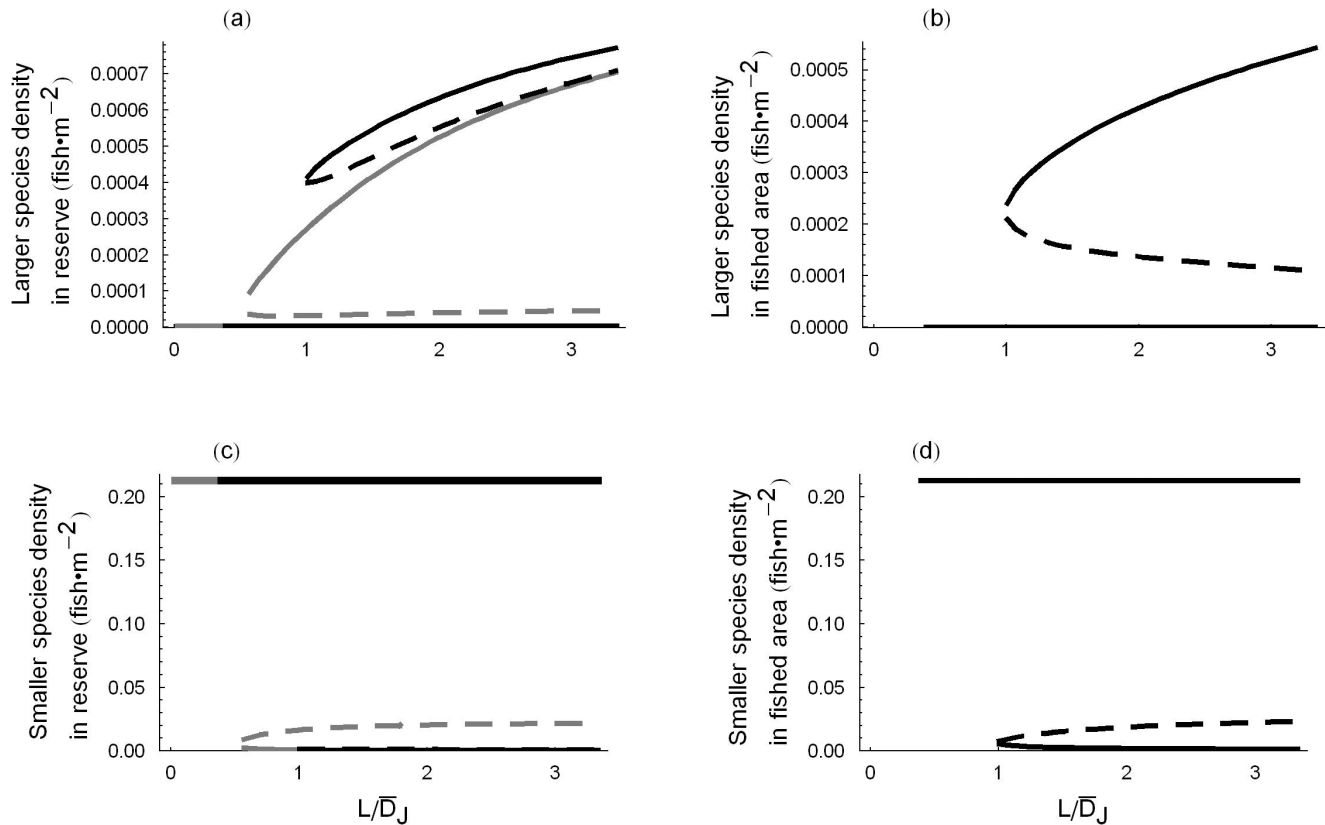 (a)
Larger species density
in reserve (fish•m−2)
0.0007
0.0006
0.0005
0.0004
0.0003
0.0002
0.0001
0.0000
0 1 2 3
(b)
Larger species density
in fished area (fish•m−2)
0.0005
0.0004
0.0003
0.0002
0.0001
0.0000
0 1 2 3
(c)
Smaller species density
in reserve (fish•m−2)
0.20
0.15
0.10
0.05
0.00
0 1 2 3
L/D̅J
(d)
Smaller species density
in fished area (fish•m−2)
0.20
0.15
0.10
0.05
0.00
0 1 2 3
L/D̅J